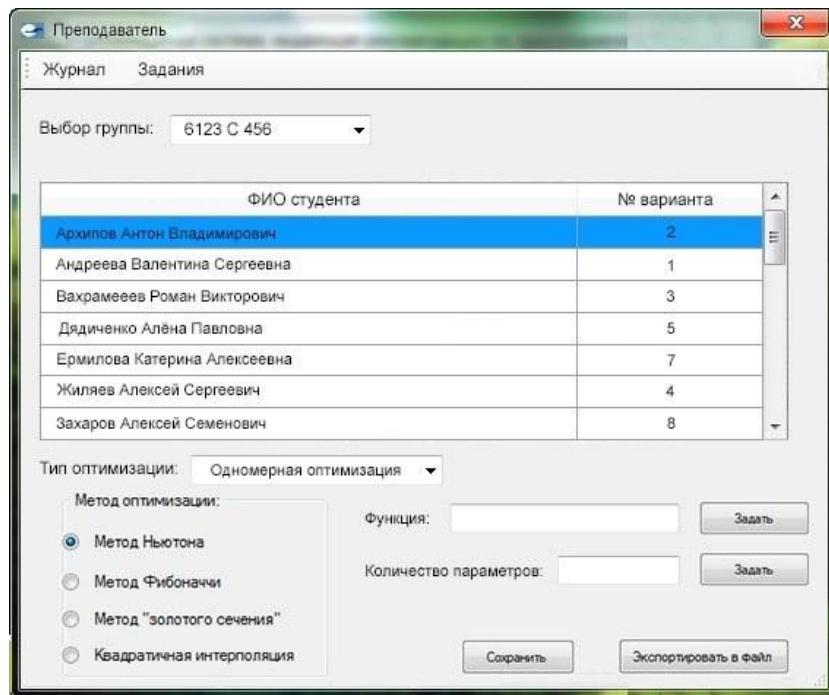 Преподаватель
Журнал Задания
Выбор группы: 6123 С 456
ФИО студента № варианта
Архипов Антон Владимирович 2
Андреева Валентина Сергеевна 1
Вахрамееев Роман Викторович 3
Дядиченко Алёна Павловна 5
Ермилова Катерина Алексеевна 7
Жиляев Алексей Сергеевич 4
Захаров Алексей Семенович 8
Тип оптимизации: Одномерная оптимизация
Метод оптимизации:
Функция: Задать
Метод Ньютона
Количество параметров: Задать
Метод Фибоначчи
Метод "золотого сечения"
Квадратичная интерполяция
Сохранить Экспортировать в файл